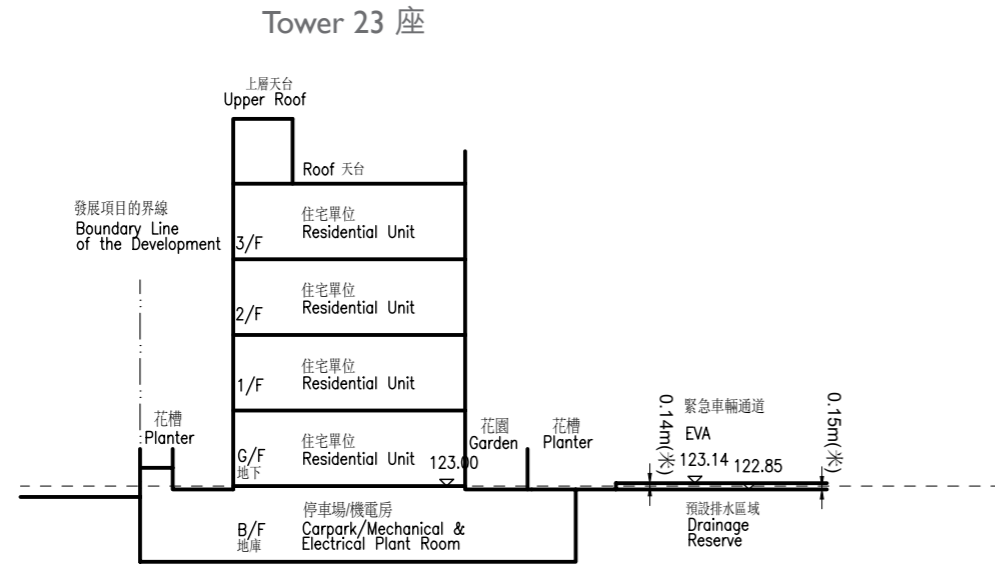 Tower 23 座
上層天台
Upper Roof
Roof 天台
發展項目的界線
Boundary Line
of the Development
3/F
住宅單位
Residential Unit
2/F
住宅單位
Residential Unit
1/F
住宅單位
Residential Unit
花槽
Planter
G/F
地下
住宅單位
Residential Unit
123.00
花園
Garden
花槽
Planter
0.14m(米)
緊急車輛通道
EVA
123.14
122.85
0.15m(米)
B/F
地庫
停車場/機電房
Carpark/Mechanical &
Electrical Plant Room
預設排水區域
Drainage
Reserve